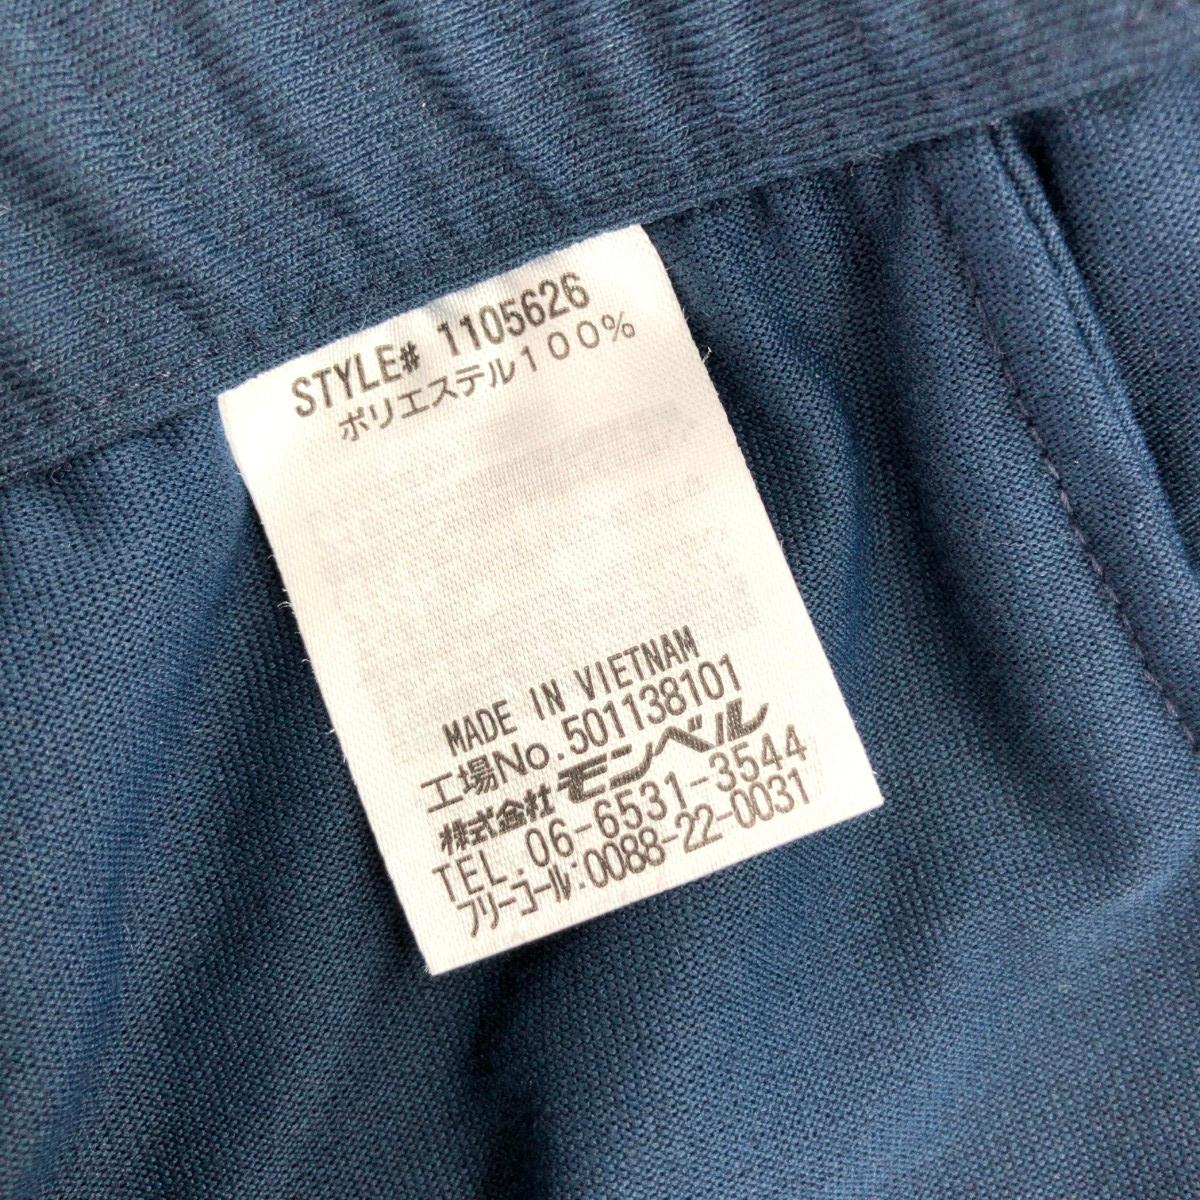 STYLE# 1105626
ポリエステル100%
MADE IN VIETNAM
工場No.501138101
株式会社 モンベル
TEL. 06-6531-3544
フリーコール:0088-22-0031